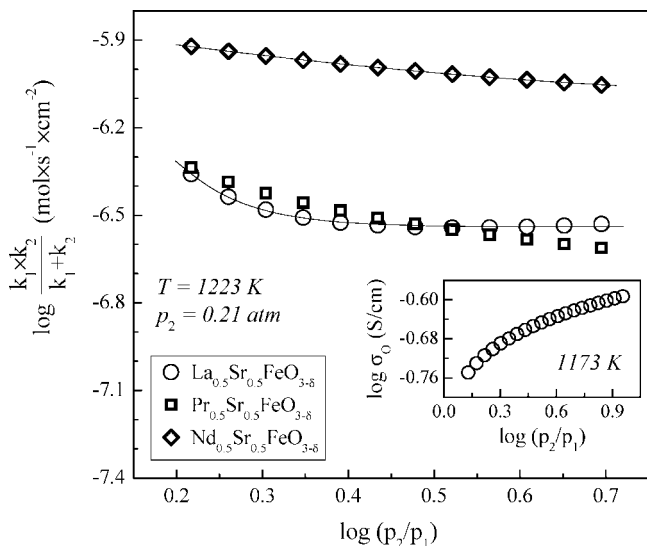 -5.9
-6.2
-6.5
-6.8
-7.1
-7.4
log k₁×k₂ / k₁+k₂ (mol×s⁻¹×cm⁻²)
T = 1223 K
p₂ = 0.21 atm
La₀.₅Sr₀.₅FeO₃₋δ
Pr₀.₅Sr₀.₅FeO₃₋δ
Nd₀.₅Sr₀.₅FeO₃₋δ
-0.60
-0.68
-0.76
log σ_O (S/cm)
1173 K
0.0 0.3 0.6 0.9
log (p₂/p₁)
0.2 0.3 0.4 0.5 0.6 0.7
log (p₂/p₁)